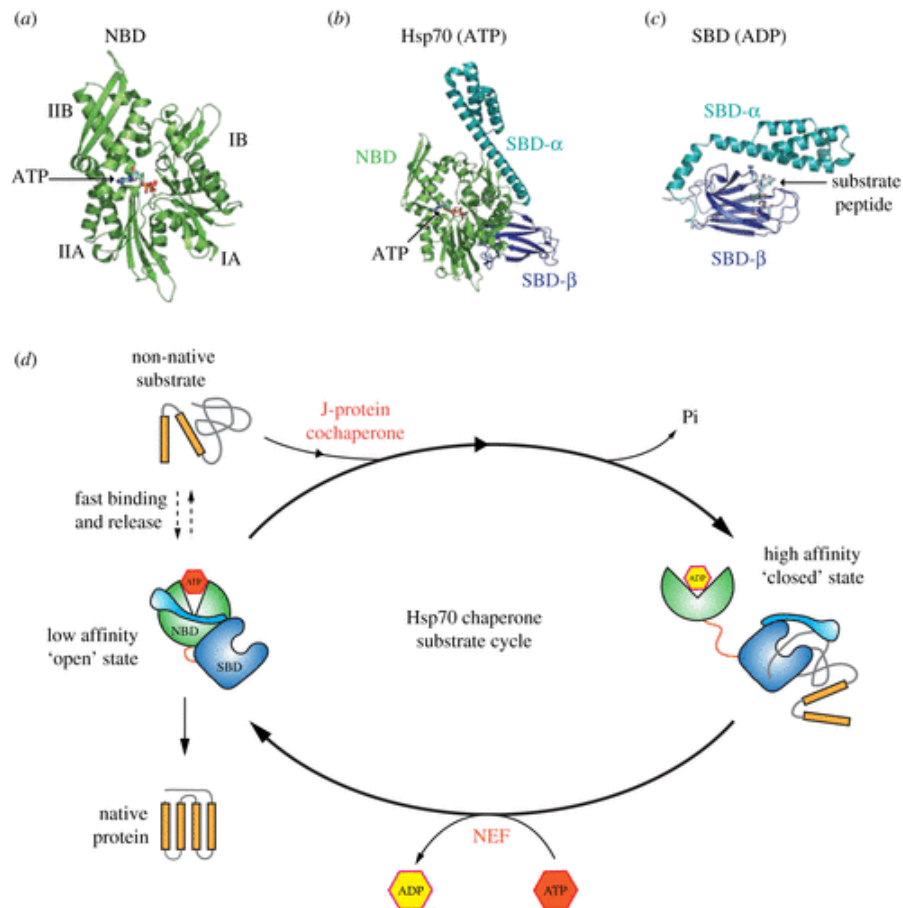 (a)
NBD
IIB
IB
ATP
IIA
IA
(b)
Hsp70 (ATP)
NBD
SBD-α
ATP
SBD-β
(c)
SBD (ADP)
SBD-α
substrate
peptide
SBD-β
(d)
non-native
substrate
J-protein
cochaperone
Pi
fast binding
and release
ATP
NBD
SBD
low affinity
'open' state
Hsp70 chaperone
substrate cycle
ADP
high affinity
'closed' state
native
protein
NEF
ADP
ATP